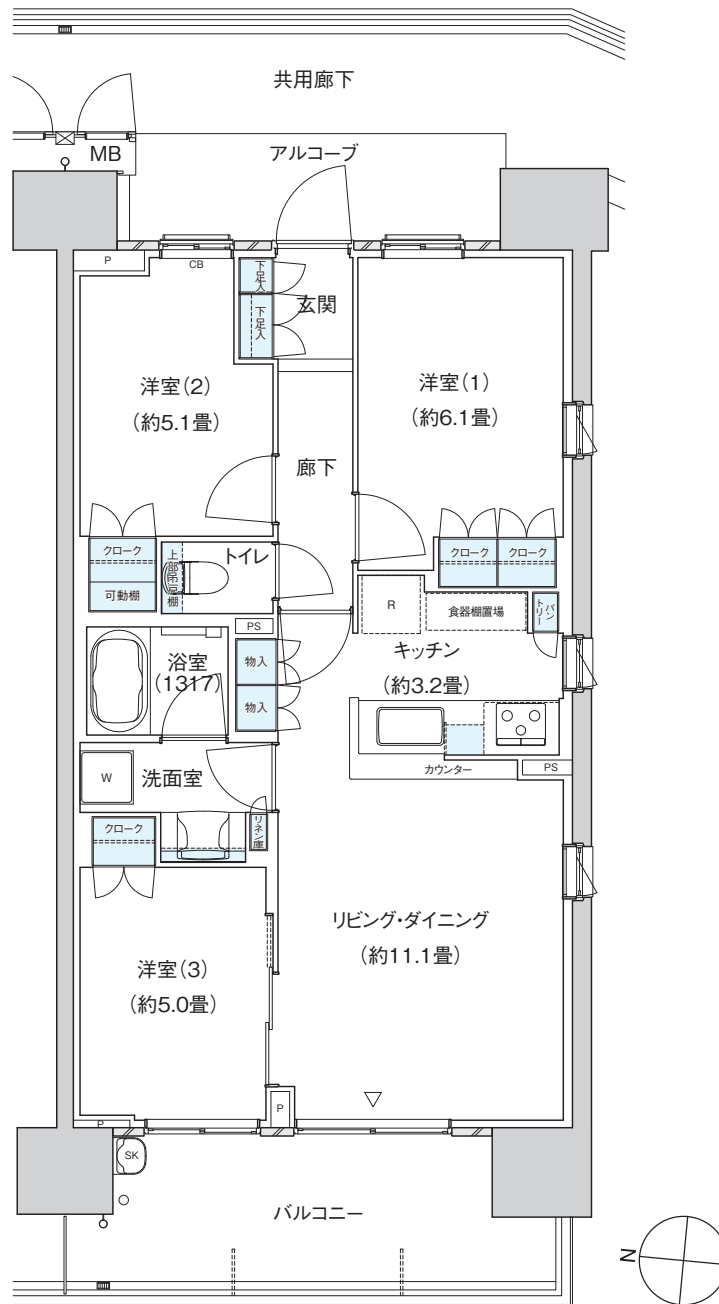 共用廊下
MB
アルコーブ
P
CB
下足入
下足入
玄関
洋室(2)
(約5.1畳)
洋室(1)
(約6.1畳)
廊下
クローク
可動棚
上部吊戸棚
トイレ
クローク
クローク
R
食器棚置場
パントリー
PS
浴室
(1317)
物入
物入
キッチン
(約3.2畳)
W
洗面室
カウンター
PS
クローク
リネン庫
リビング・ダイニング
(約11.1畳)
洋室(3)
(約5.0畳)
P
P
SK
バルコニー
N